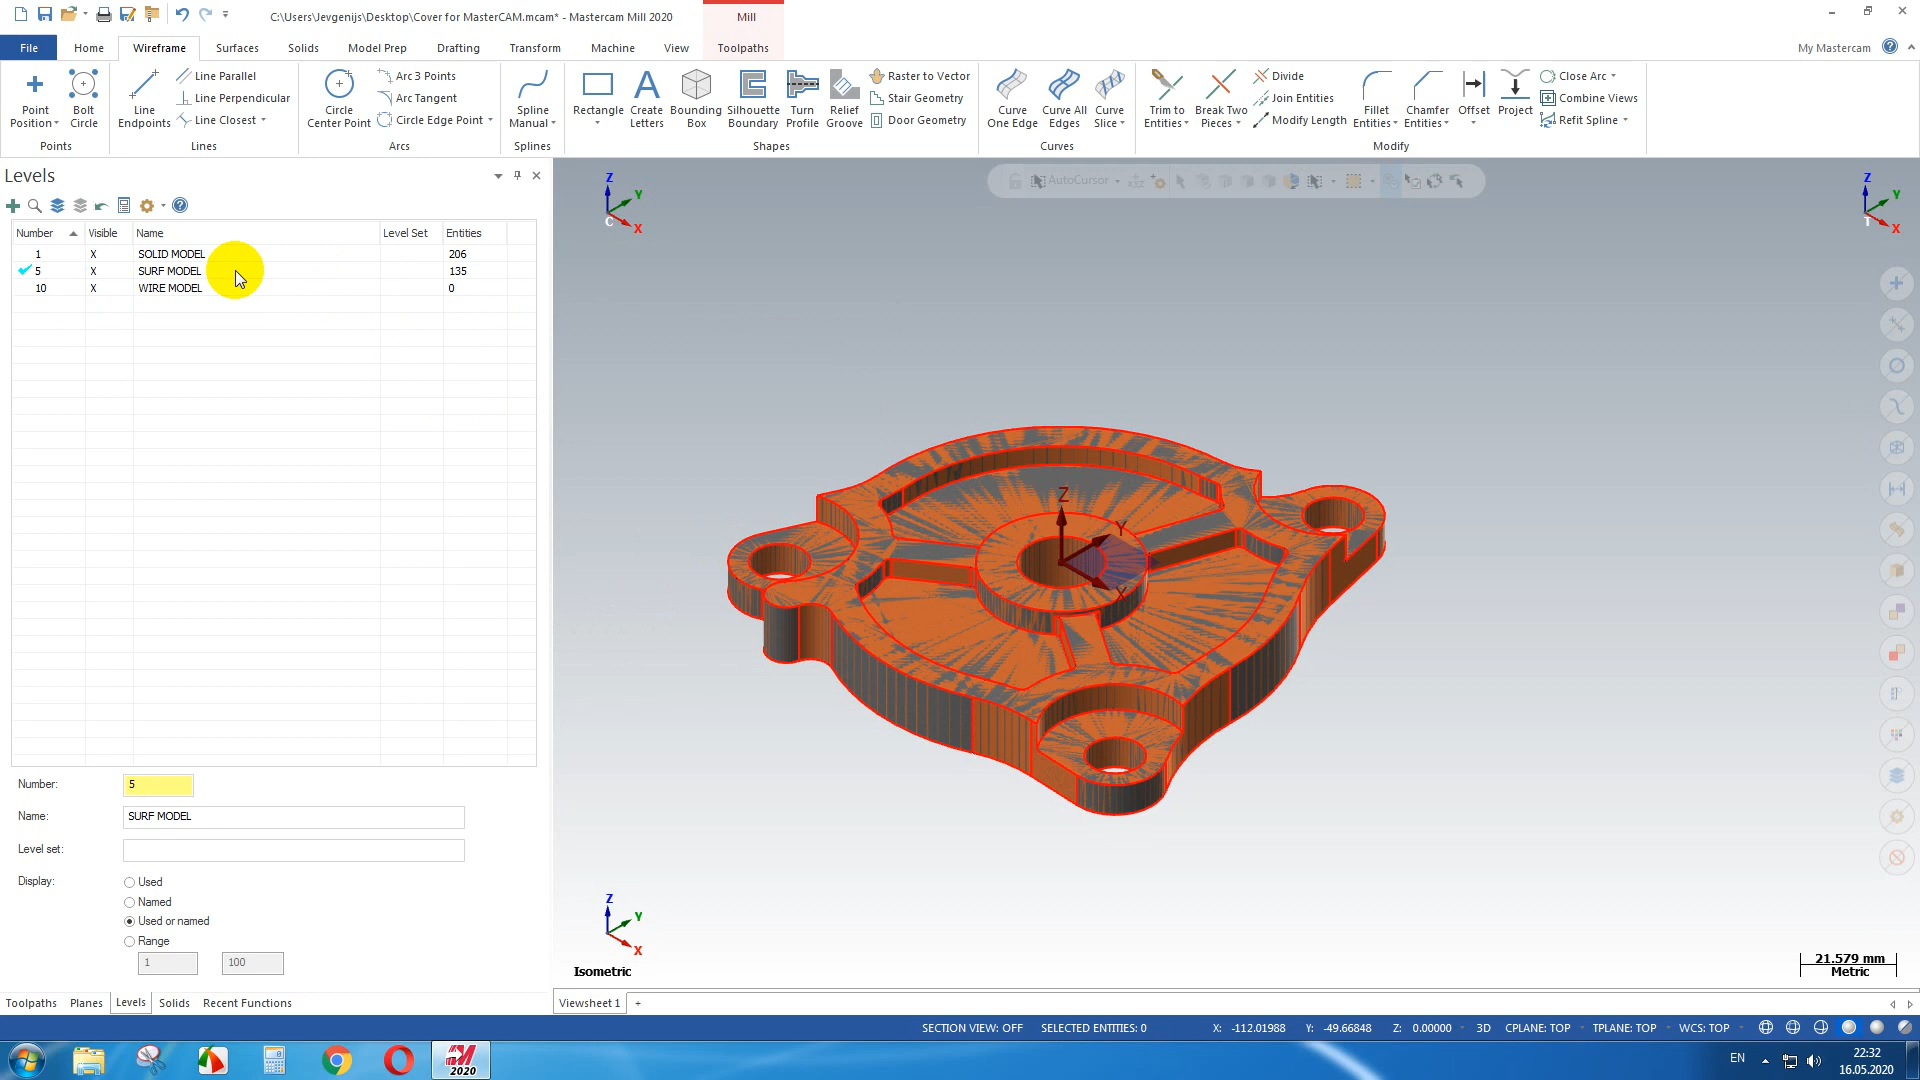 C:\Users\Jevgenijs\Desktop\Cover for MasterCAM.mcam* - Mastercam Mill 2020
Mill
File Home Wireframe Surfaces Solids Model Prep Drafting Transform Machine View Toolpaths
My Mastercam
Point Position
Bolt Circle
Points
Line Endpoints
Line Parallel
Line Perpendicular
Line Closest
Lines
Circle Center Point
Arc 3 Points
Arc Tangent
Circle Edge Point
Arcs
Spline Manual
Splines
Rectangle
Create Letters
Bounding Box
Silhouette Boundary
Turn Profile
Relief Groove
Raster to Vector
Stair Geometry
Door Geometry
Shapes
Curve One Edge
Curve All Edges
Curve Slice
Curves
Trim to Entities
Break Two Pieces
Divide
Join Entities
Modify Length
Fillet Entities
Chamfer Entities
Offset
Project
Close Arc
Combine Views
Refit Spline
Modify
Levels
Number Visible Name Level Set Entities
1 X SOLID MODEL 206
5 X SURF MODEL 135
10 X WIRE MODEL 0
Number: 5
Name: SURF MODEL
Level set:
Display:
Used
Named
Used or named
Range
1 100
Toolpaths Planes Levels Solids Recent Functions
AutoCursor
Z Y X C
Z Y X T
Z Y X
Z Y X
Isometric
21.579 mm
Metric
Viewsheet 1 +
SECTION VIEW: OFF SELECTED ENTITIES: 0 X: -112.01988 Y: -49.66848 Z: 0.00000 3D CPLANE: TOP TPLANE: TOP WCS: TOP
2020
EN
22:32
16.05.2020